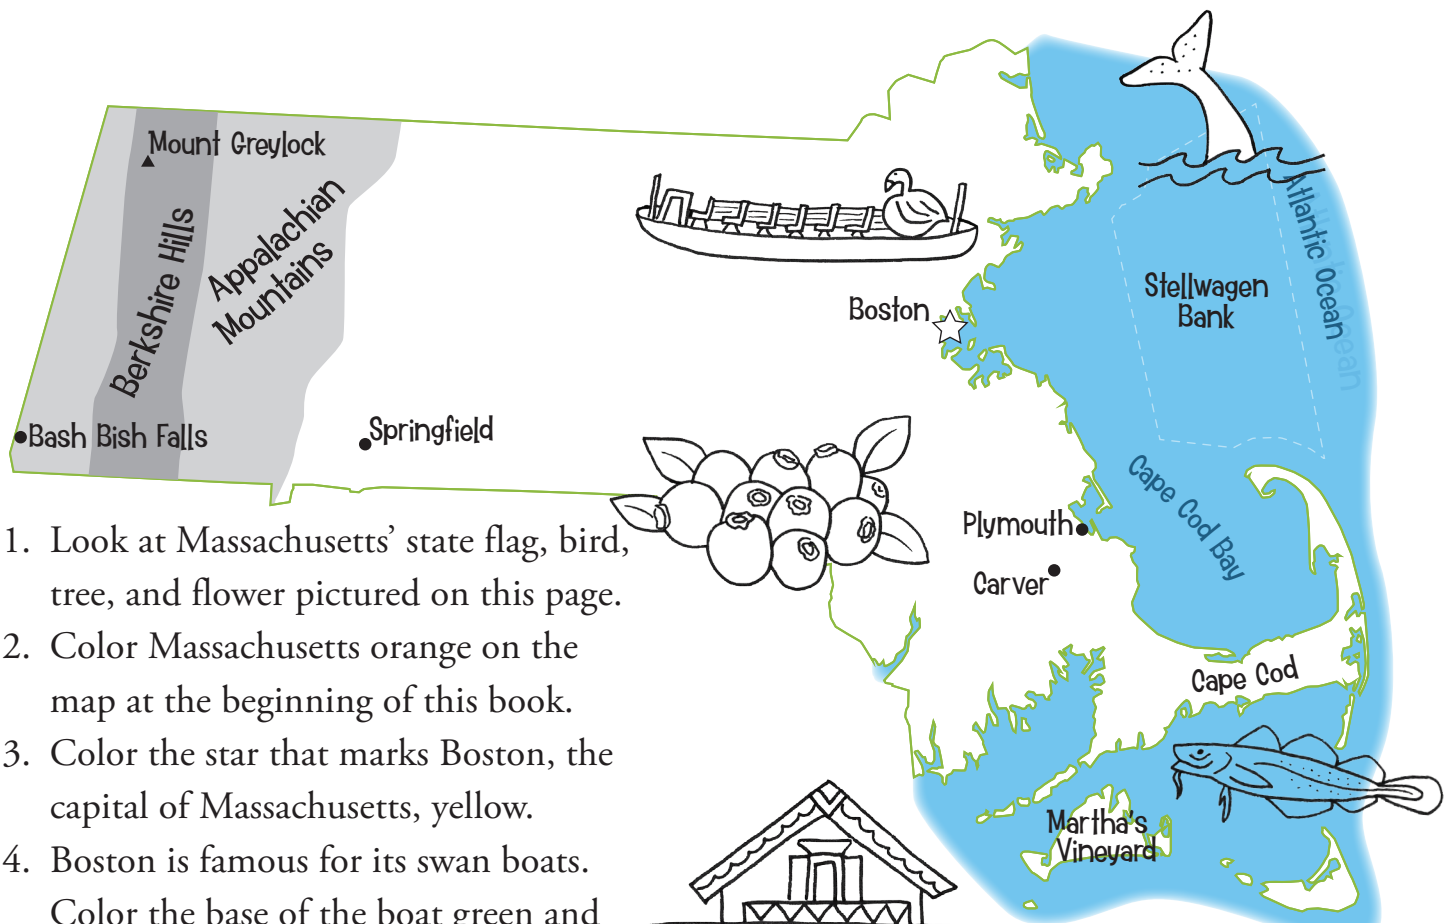 Mount Greylock
Berkshire Hills
Appalachian
Mountains
Bash Bish Falls
Springfield
Boston
Stellwagen
Bank
Atlantic Ocean
Atlantic Ocean
Cape Cod Bay
Plymouth
Carver
Cape Cod
Martha's
Vineyard
1. Look at Massachusetts’ state flag, bird,
tree, and flower pictured on this page.
2. Color Massachusetts orange on the
map at the beginning of this book.
3. Color the star that marks Boston, the
capital of Massachusetts, yellow.
4. Boston is famous for its swan boats.
Color the base of the boat green and